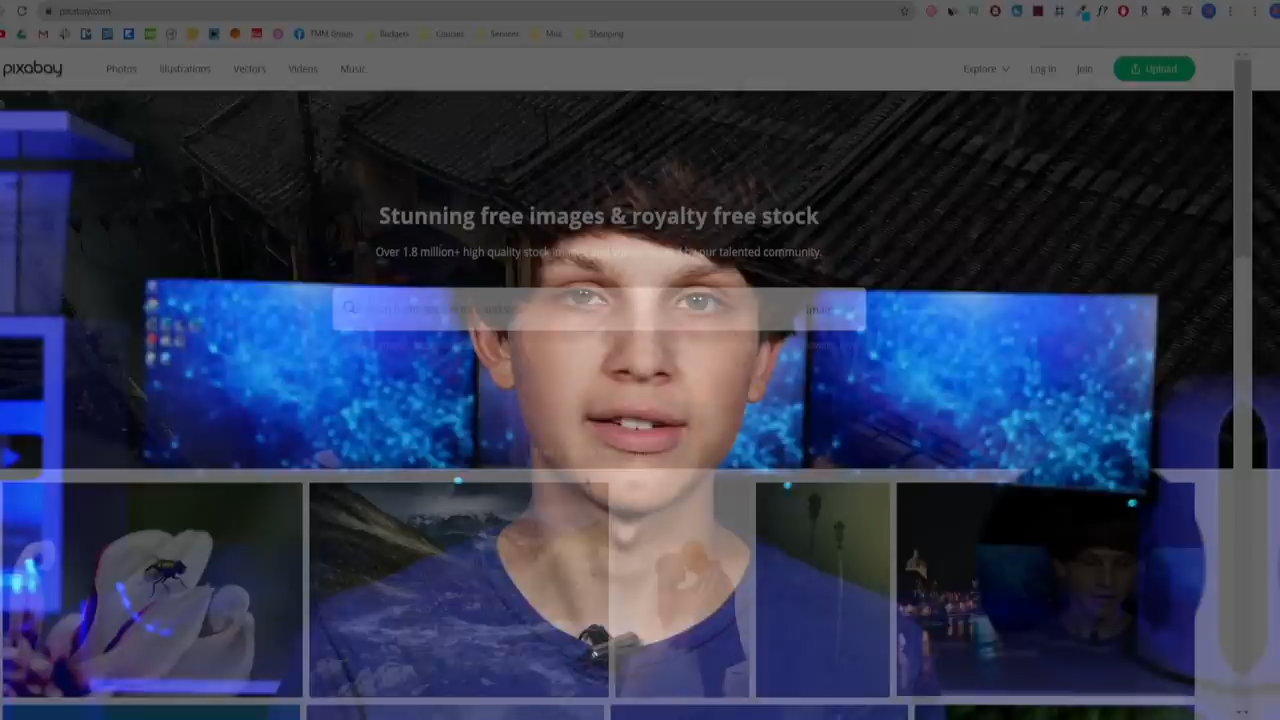 pixabay.com
TMM Group Budgets Courses Services Misc Shopping
pixabay Photos Illustrations Vectors Videos Music Explore Log in Join Upload
Stunning free images & royalty free stock
Over 1.8 million+ high quality stock by our talented community.